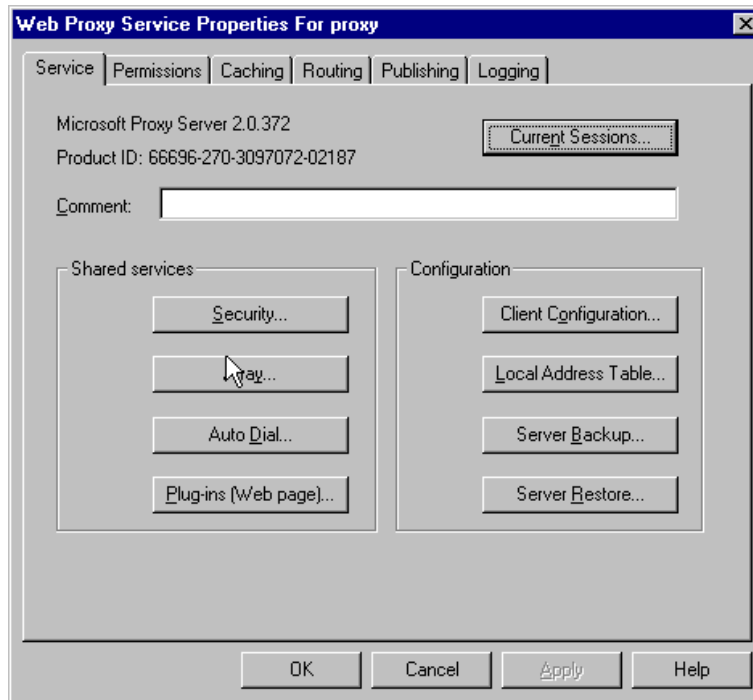 Web Proxy Service Properties For proxy
Service Permissions Caching Routing Publishing Logging
Microsoft Proxy Server 2.0.372
Current Sessions...
Product ID: 66696-270-3097072-02187
Comment:
Shared services
Security...
Auto Dial...
Plug-ins (Web page)...
Configuration
Client Configuration...
Local Address Table...
Server Backup...
Server Restore...
OK Cancel Apply Help